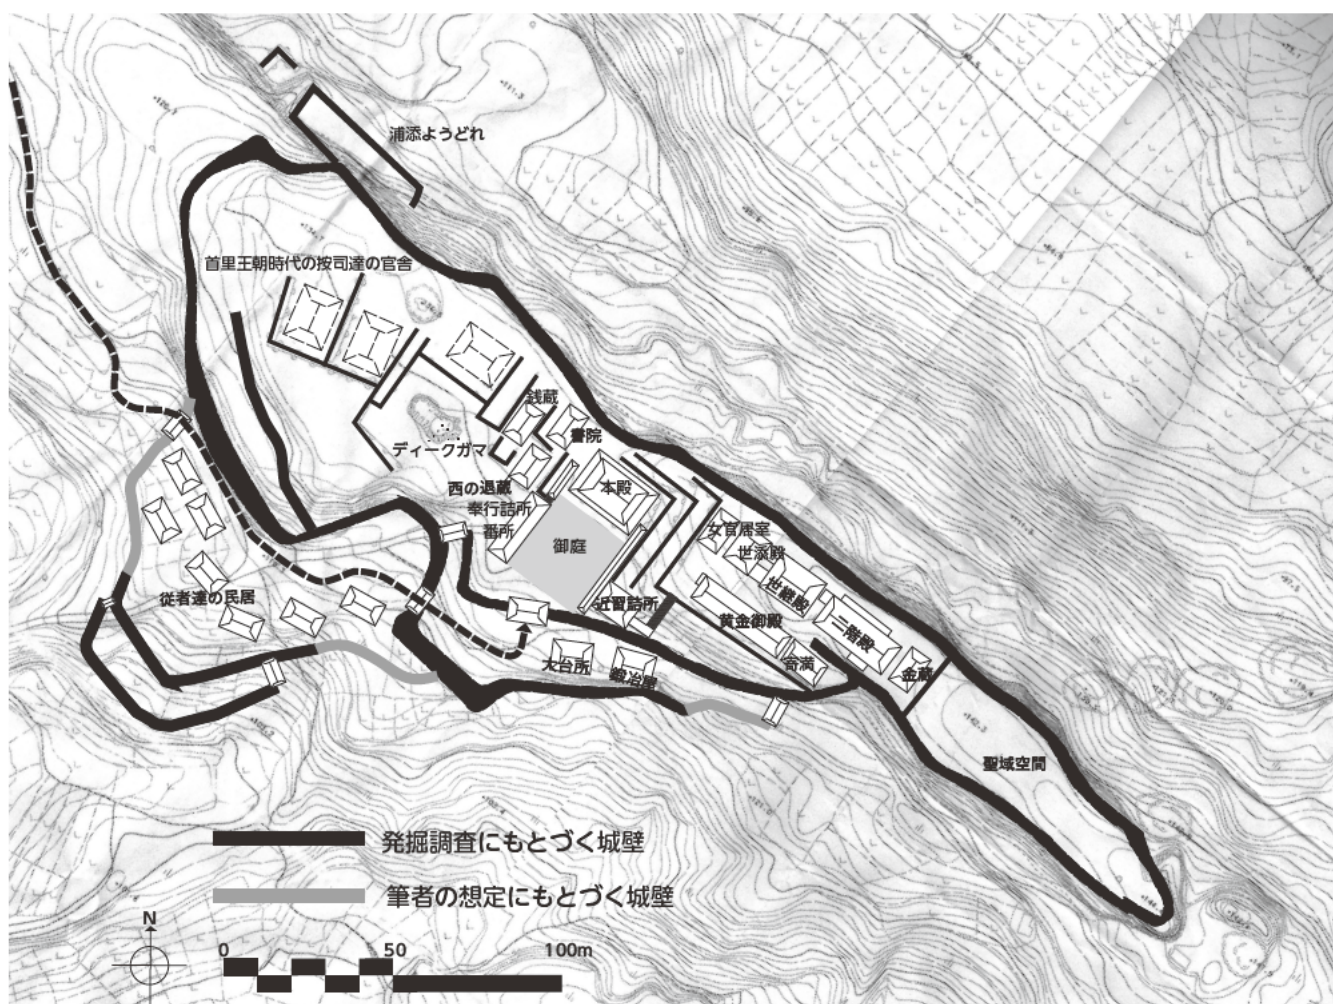 浦添ようどれ
首里王朝時代の按司達の官舎
銭蔵
書院
ディークガマ
本殿
西の退蔵
奉行詰所
番所
御庭
女官居室
世添殿
世継殿
従者達の民居
近習詰所
黄金御殿
二階殿
大台所
鍛冶屋
寄満
金蔵
聖域空間
発掘調査にもとづく城壁
筆者の想定にもとづく城壁
N
0 50 100m